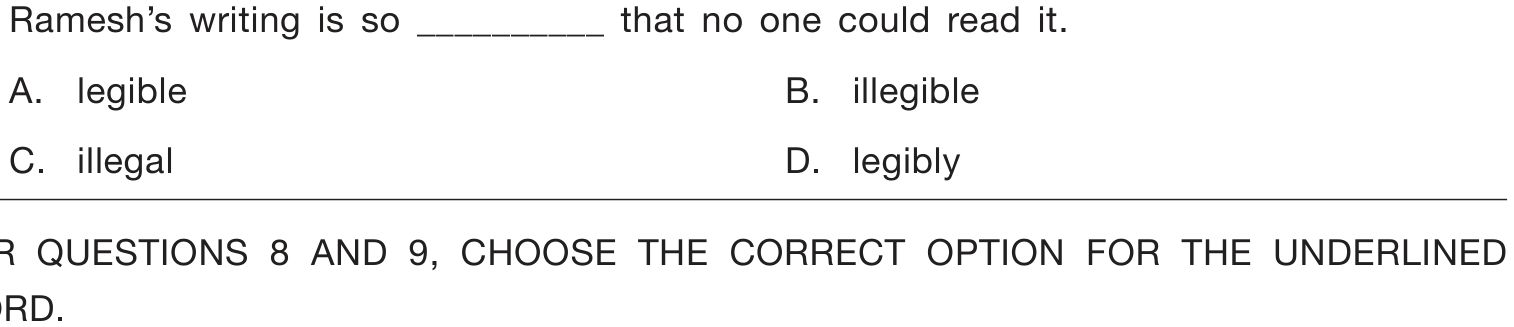 Ramesh's writing is so __________ that no one could read it.
A. legible B. illegible
C. illegal D. legibly
QUESTIONS 8 AND 9, CHOOSE THE CORRECT OPTION FOR THE UNDERLINED